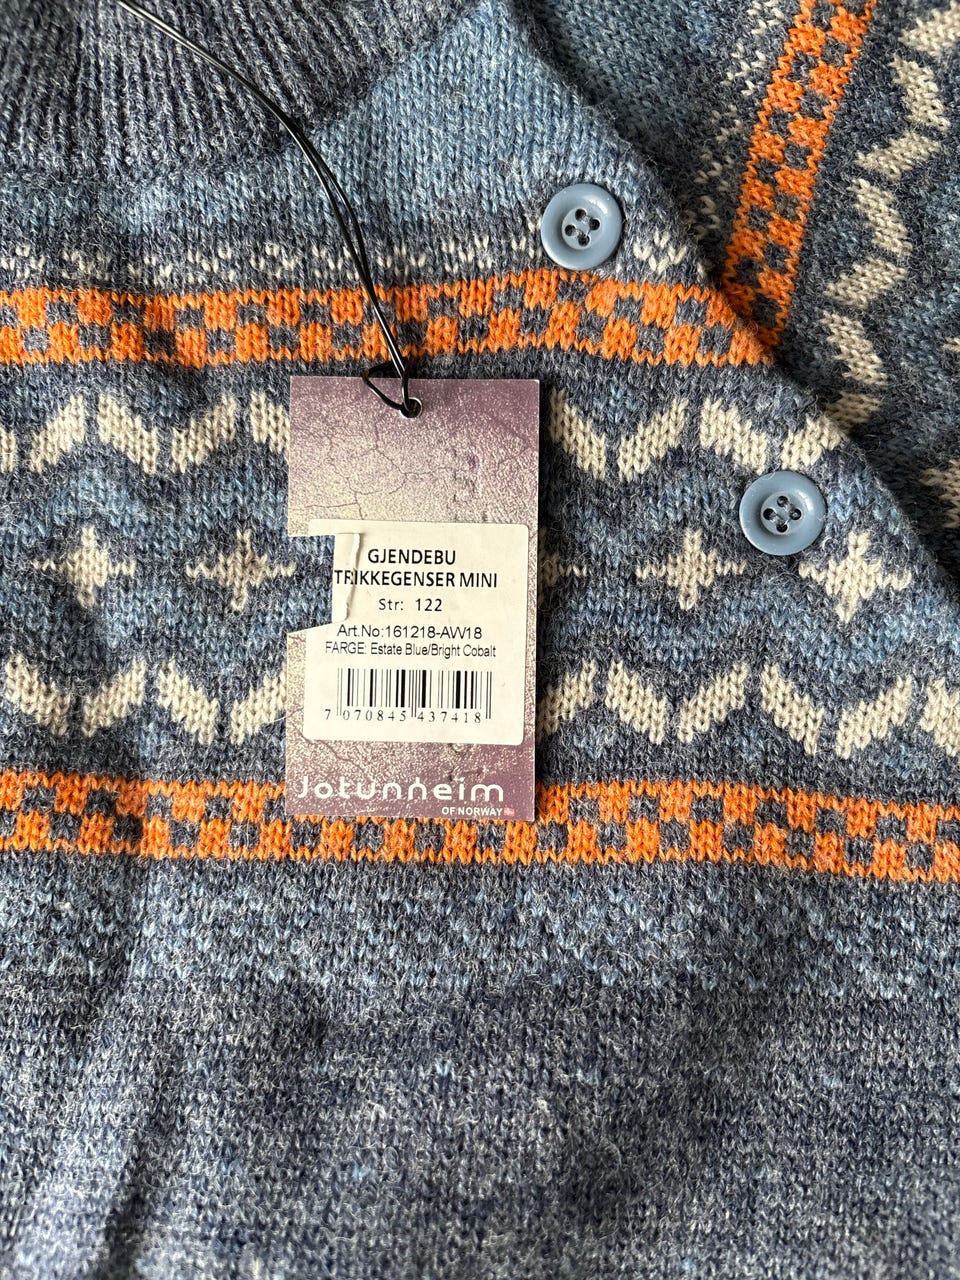 GJENDEBU
TRIKKEGENSER MINI
Str: 122
Art.No:161218-AW18
FARGE: Estate Blue/Bright Cobalt
7 070845 437418
Jotunheim
OF NORWAY